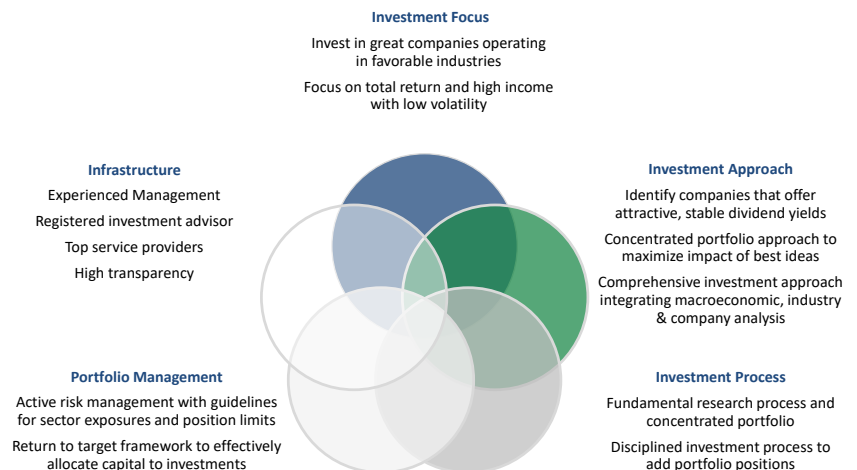 Investment Focus
Invest in great companies operating
in favorable industries
Focus on total return and high income
with low volatility
Infrastructure
Experienced Management
Registered investment advisor
Top service providers
High transparency
Investment Approach
Identify companies that offer
attractive, stable dividend yields
Concentrated portfolio approach to
maximize impact of best ideas
Comprehensive investment approach
integrating macroeconomic, industry
& company analysis
Portfolio Management
Active risk management with guidelines
for sector exposures and position limits
Return to target framework to effectively
allocate capital to investments
Investment Process
Fundamental research process and
concentrated portfolio
Disciplined investment process to
add portfolio positions